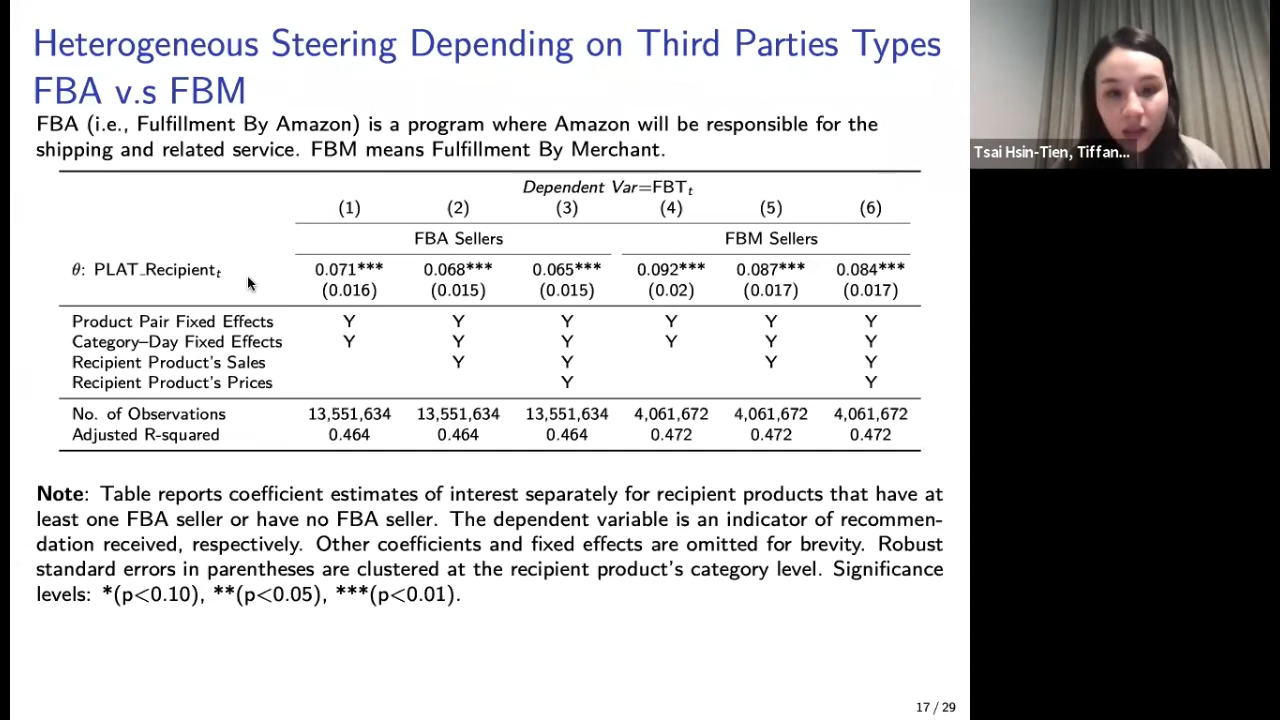 Heterogeneous Steering Depending on Third Parties Types
FBA v.s FBM
FBA (i.e., Fulfillment By Amazon) is a program where Amazon will be responsible for the
shipping and related service. FBM means Fulfillment By Merchant.
Dependent Var=FBTt
(1) (2) (3) (4) (5) (6)
FBA Sellers FBM Sellers
θ: PLAT_Recipientt 0.071*** 0.068*** 0.065*** 0.092*** 0.087*** 0.084***
(0.016) (0.015) (0.015) (0.02) (0.017) (0.017)
Product Pair Fixed Effects Y Y Y Y Y Y
Category–Day Fixed Effects Y Y Y Y Y Y
Recipient Product's Sales Y Y Y Y
Recipient Product's Prices Y Y
No. of Observations 13,551,634 13,551,634 13,551,634 4,061,672 4,061,672 4,061,672
Adjusted R-squared 0.464 0.464 0.464 0.472 0.472 0.472
Note: Table reports coefficient estimates of interest separately for recipient products that have at
least one FBA seller or have no FBA seller. The dependent variable is an indicator of recommen-
dation received, respectively. Other coefficients and fixed effects are omitted for brevity. Robust
standard errors in parentheses are clustered at the recipient product's category level. Significance
levels: *(p<0.10), **(p<0.05), ***(p<0.01).
17 / 29
Tsai Hsin-Tien, Tiffan...